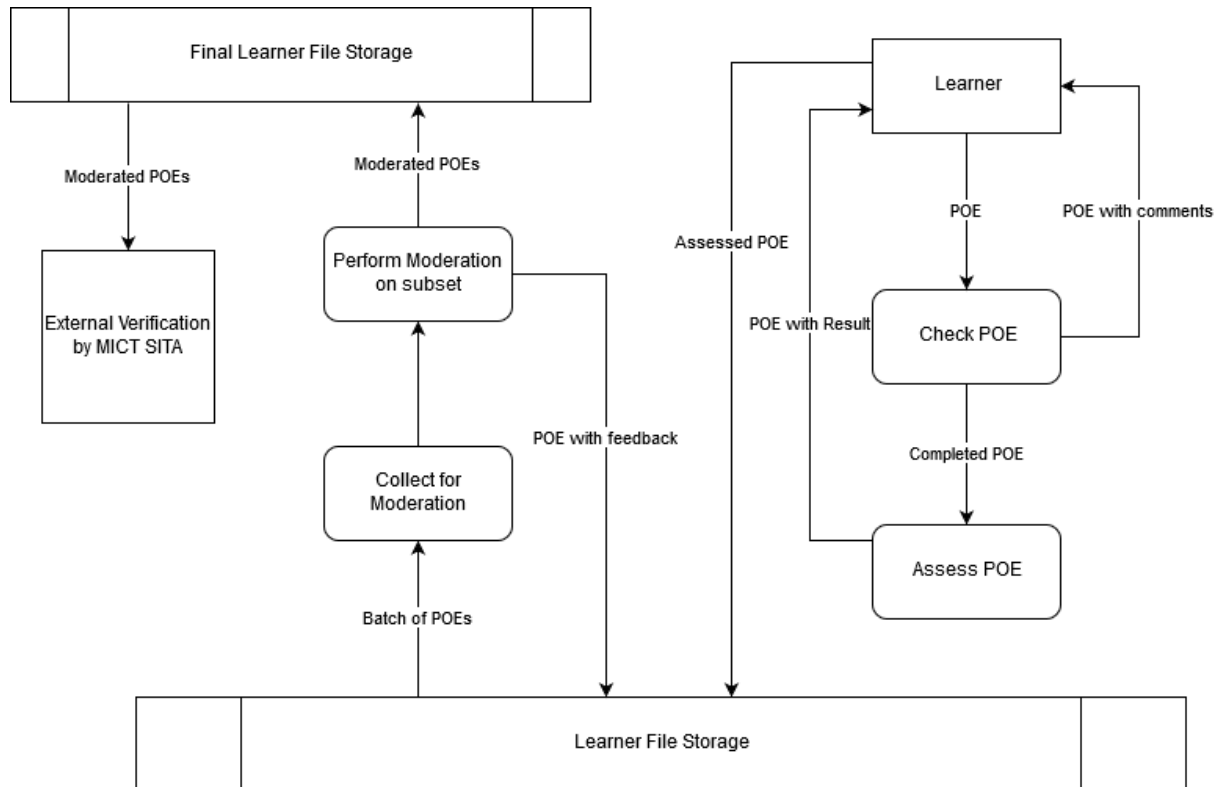 Final Learner File Storage
Learner
Moderated POEs
Moderated POEs
POE
POE with comments
Assessed POE
Perform Moderation
on subset
External Verification
by MICT SITA
POE with Result
Check POE
POE with feedback
Completed POE
Collect for
Moderation
Assess POE
Batch of POEs
Learner File Storage